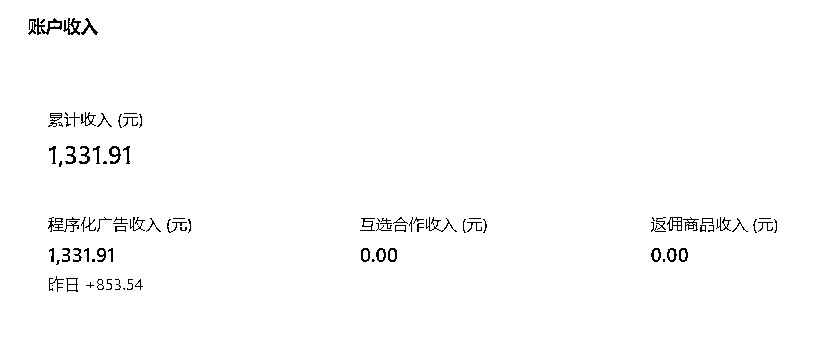 账户收入
累计收入 (元)
1,331.91
程序化广告收入 (元) 互选合作收入 (元) 返佣商品收入 (元)
1,331.91 0.00 0.00
昨日 +853.54